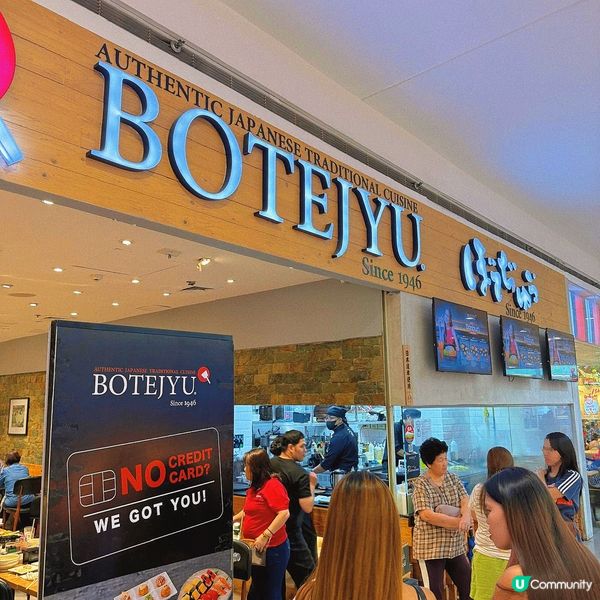 AUTHENTIC JAPANESE TRADITIONAL CUISINE
BOTEJYU.
Since 1946
ぼてぢゅう
Since 1946
AUTHENTIC JAPANESE TRADITIONAL CUISINE
BOTEJYU.
Since 1946
NO CREDIT CARD?
WE GOT YOU!
U Community